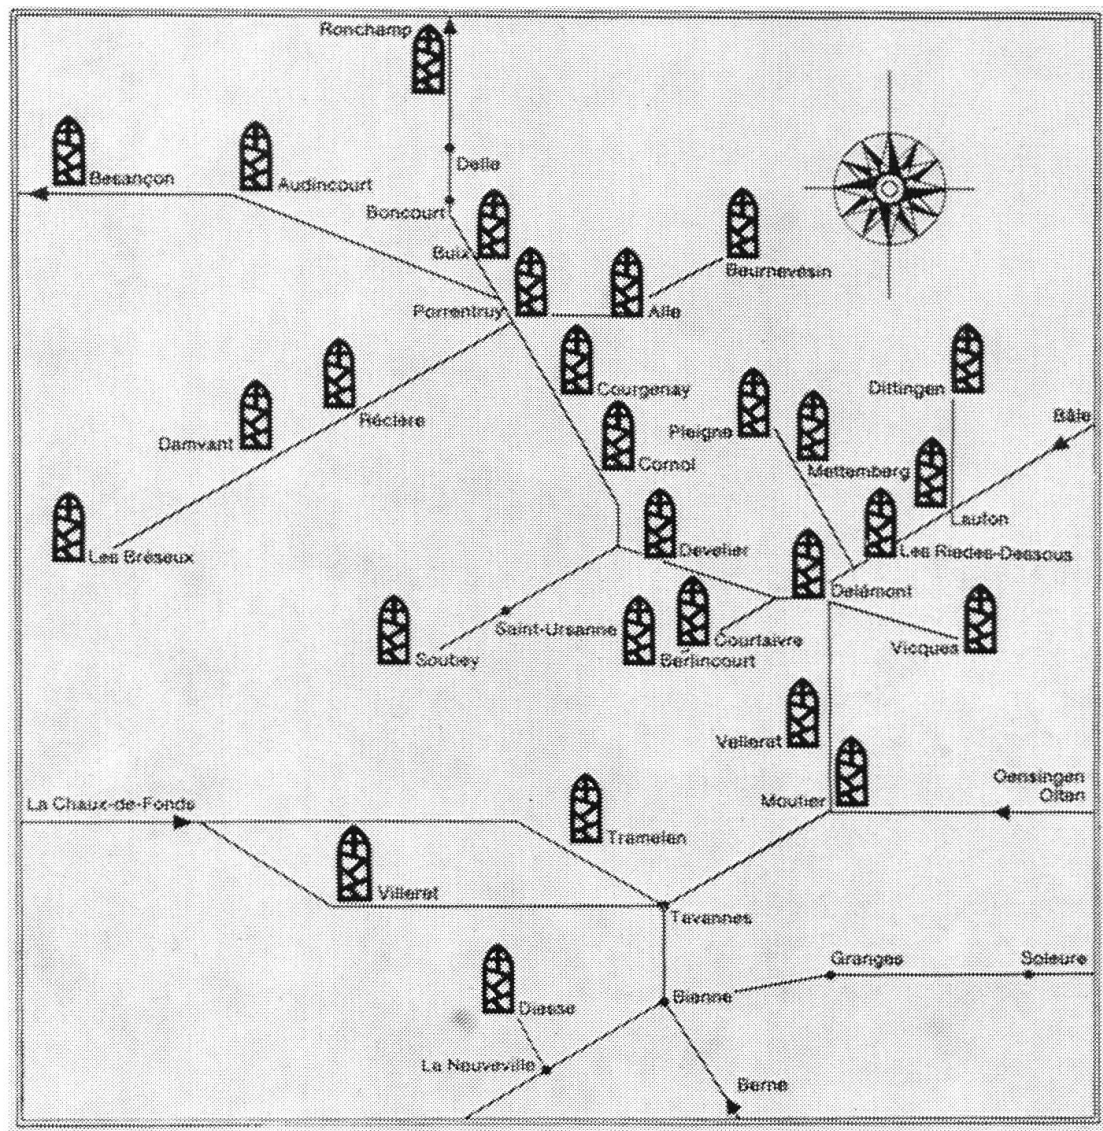 Ronchamp
Besançon
Audincourt
Delle
Boncourt
Buix
Beurnevésin
Porrentruy
Alle
Courgenay
Dittingen
Réclère
Pleigne
Bâle
Damvant
Cornol
Mettemberg
Laufon
Les Bréseux
Develier
Les Riedes-Dessous
Delémont
Saint-Ursanne
Courtaivre
Vicques
Soubey
Berlincourt
Vellerat
Oensingen
Olten
La Chaux-de-Fonds
Moutier
Tramelan
Villeret
Tavannes
Granges
Soleure
Bienne
Diesse
La Neuveville
Berne